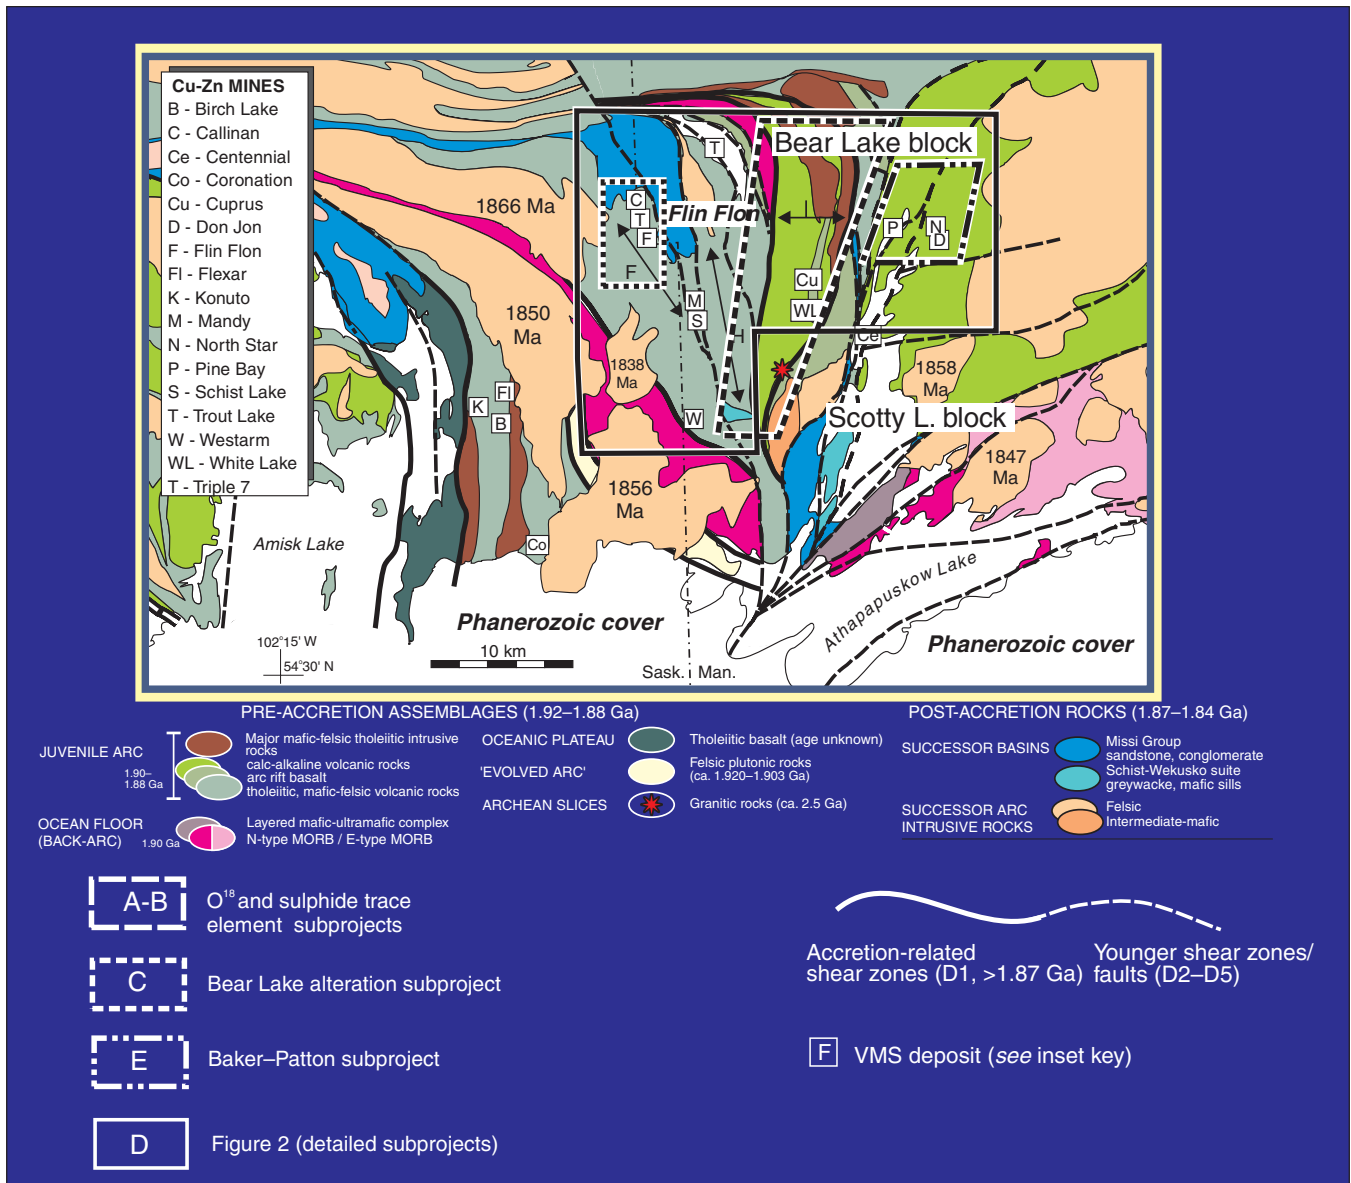 Cu-Zn MINES
B - Birch Lake
C - Callinan
Ce - Centennial
Co - Coronation
Cu - Cuprus
D - Don Jon
F - Flin Flon
Fl - Flexar
K - Konuto
M - Mandy
N - North Star
P - Pine Bay
S - Schist Lake
T - Trout Lake
W - Westarm
WL - White Lake
T - Triple 7
Bear Lake block
T
1866 Ma
C
T
F
Flin Flon
F
P
N
D
Cu
WL
M
S
1850
Ma
Ce
1838
Ma
1858
Ma
Fl
K
B
W
Scotty L. block
1847
Ma
1856
Ma
Co
Amisk Lake
Athapapuskow Lake
Phanerozoic cover
Phanerozoic cover
102°15' W
54°30' N
10 km
Sask. Man.
PRE-ACCRETION ASSEMBLAGES (1.92–1.88 Ga)
JUVENILE ARC
1.90–
1.88 Ga
Major mafic-felsic tholeiitic intrusive
rocks
calc-alkaline volcanic rocks
arc rift basalt
tholeiitic, mafic-felsic volcanic rocks
OCEAN FLOOR
(BACK-ARC)
1.90 Ga
Layered mafic-ultramafic complex
N-type MORB / E-type MORB
OCEANIC PLATEAU
Tholeiitic basalt (age unknown)
'EVOLVED ARC'
Felsic plutonic rocks
(ca. 1.920–1.903 Ga)
ARCHEAN SLICES
Granitic rocks (ca. 2.5 Ga)
POST-ACCRETION ROCKS (1.87–1.84 Ga)
SUCCESSOR BASINS
Missi Group
sandstone, conglomerate
Schist-Wekusko suite
greywacke, mafic sills
SUCCESSOR ARC
INTRUSIVE ROCKS
Felsic
Intermediate-mafic
A-B
O18 and sulphide trace
element subprojects
C
Bear Lake alteration subproject
E
Baker–Patton subproject
D
Figure 2 (detailed subprojects)
Accretion-related
shear zones (D1, >1.87 Ga)
Younger shear zones/
faults (D2–D5)
F
VMS deposit (see inset key)